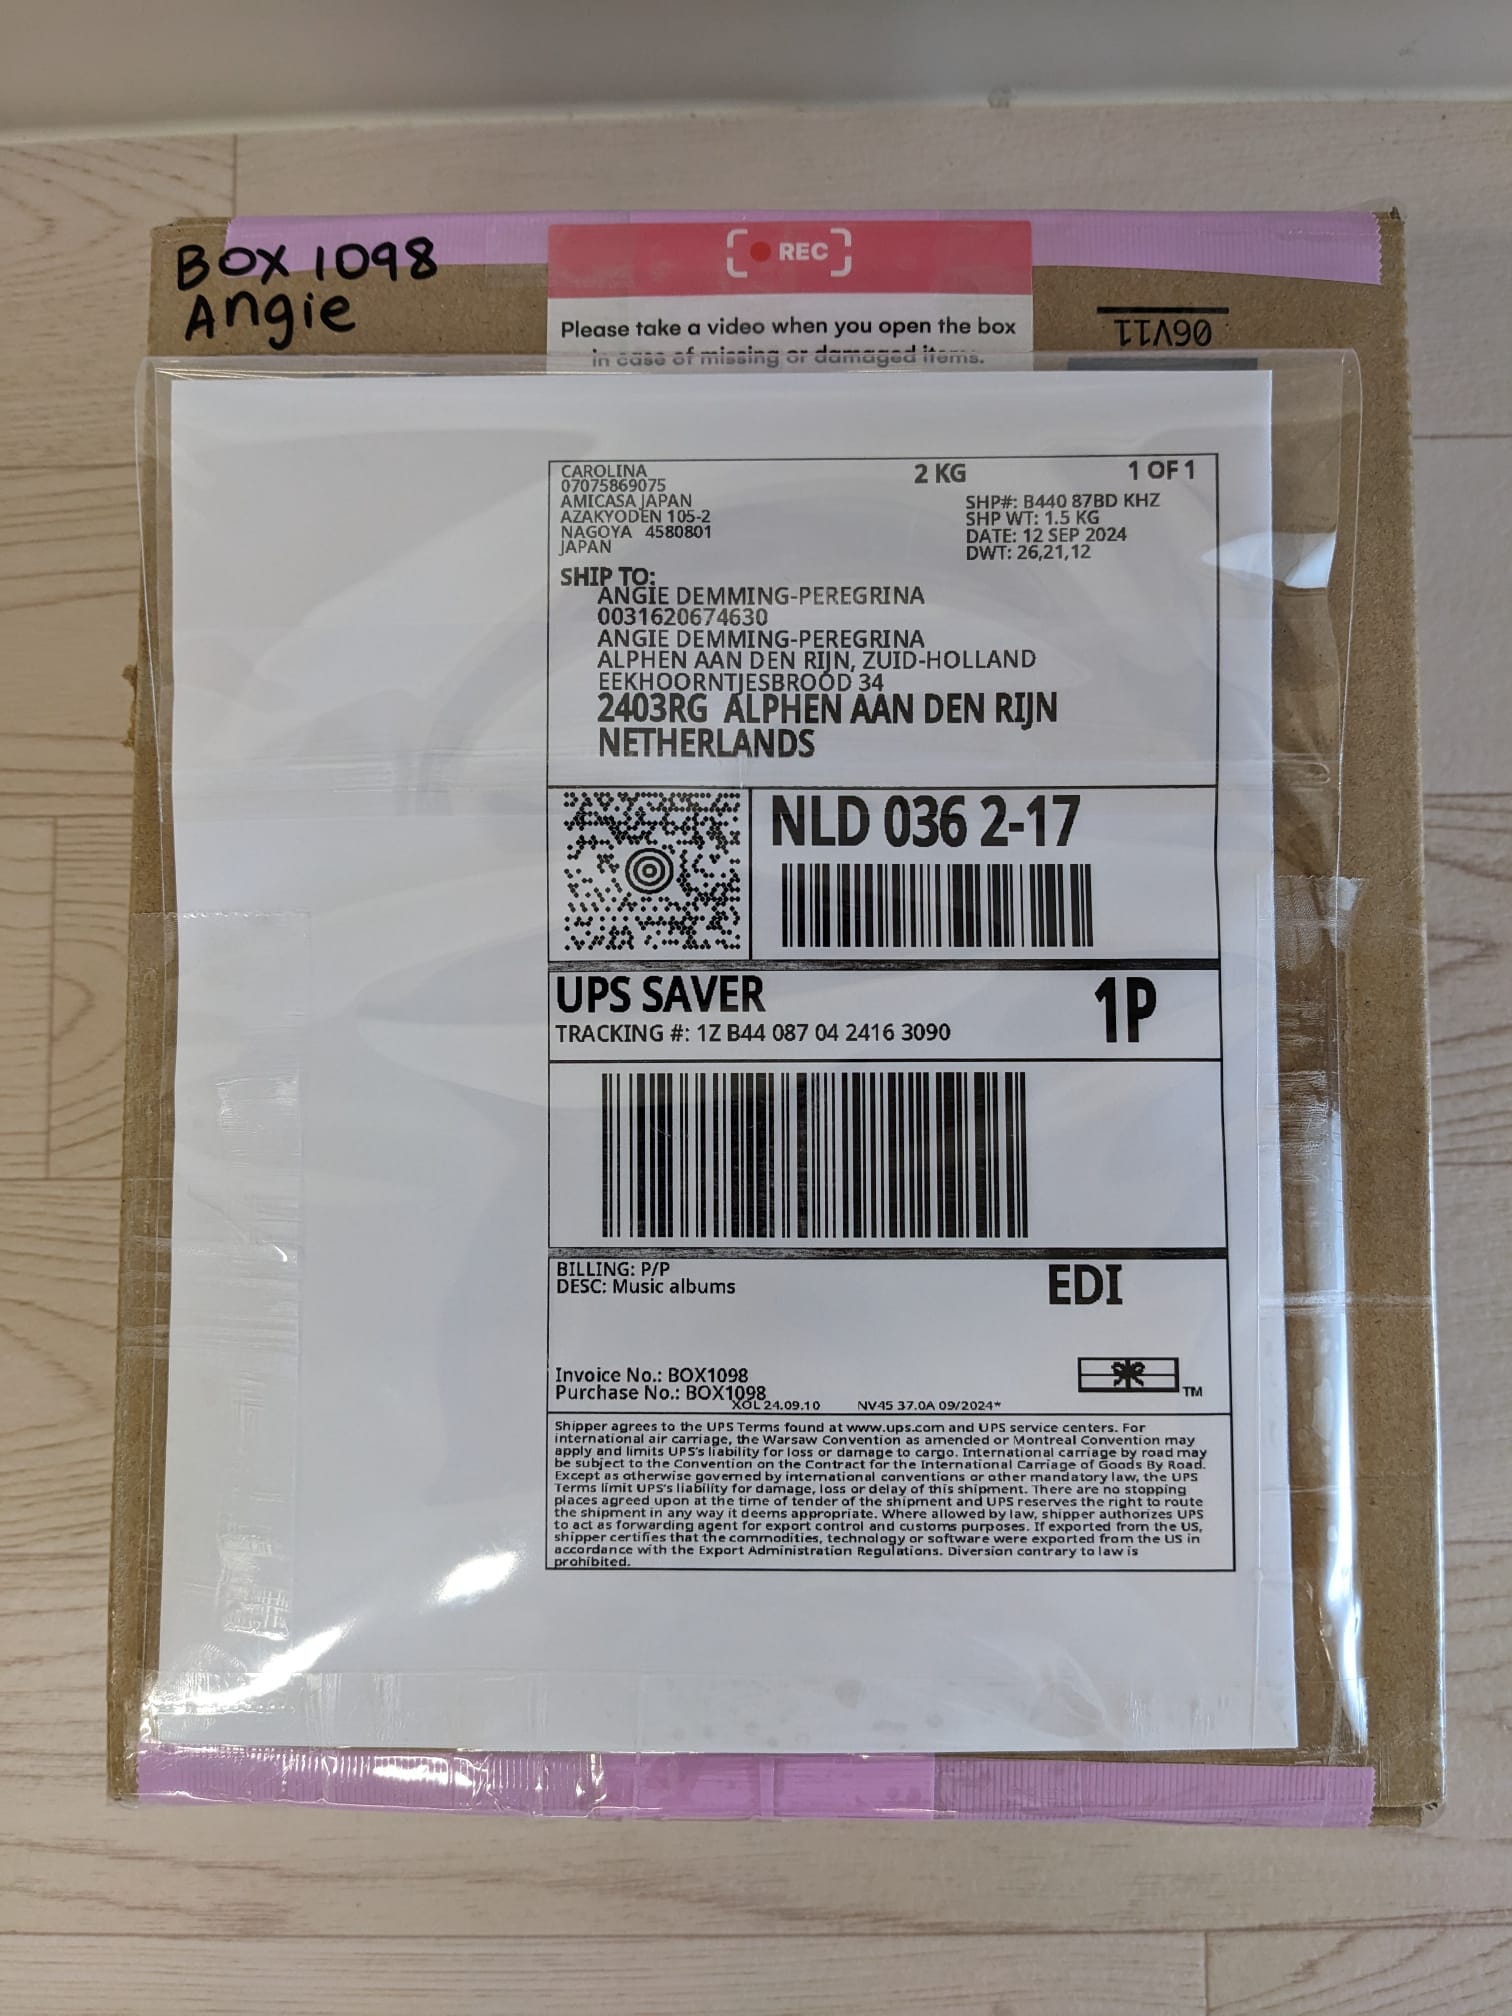 BOX 1098
Angie
REC
Please take a video when you open the box
in case of missing or damaged items.
06V11
CAROLINA
07075869075
AMICASA JAPAN
AZAKYODEN 105-2
NAGOYA 4580801
JAPAN
2 KG
1 OF 1
SHP#: B440 87BD KHZ
SHP WT: 1.5 KG
DATE: 12 SEP 2024
DWT: 26,21,12
SHIP TO:
ANGIE DEMMING-PEREGRINA
0031620674630
ANGIE DEMMING-PEREGRINA
ALPHEN AAN DEN RIJN, ZUID-HOLLAND
EEKHOORNTJESBROOD 34
2403RG ALPHEN AAN DEN RIJN
NETHERLANDS
NLD 036 2-17
UPS SAVER
1P
TRACKING #: 1Z B44 087 04 2416 3090
BILLING: P/P
DESC: Music albums
EDI
Invoice No.: BOX1098
Purchase No.: BOX1098
XOL 24.09.10
NV45 37.0A 09/2024*
TM
Shipper agrees to the UPS Terms found at www.ups.com and UPS service centers. For
international air carriage, the Warsaw Convention as amended or Montreal Convention may
apply and limits UPS's liability for loss or damage to cargo. International carriage by road may
be subject to the Convention on the Contract for the International Carriage of Goods By Road.
Except as otherwise governed by international conventions or other mandatory law, the UPS
Terms limit UPS's liability for damage, loss or delay of this shipment. There are no stopping
places agreed upon at the time of tender of the shipment and UPS reserves the right to route
the shipment in any way it deems appropriate. Where allowed by law, shipper authorizes UPS
to act as forwarding agent for export control and customs purposes. If exported from the US,
shipper certifies that the commodities, technology or software were exported from the US in
accordance with the Export Administration Regulations. Diversion contrary to law is
prohibited.